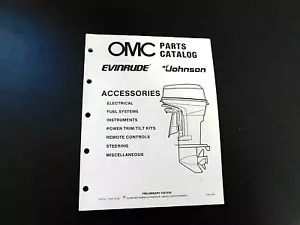 OMC PARTS CATALOG
EVINRUDE Johnson
ACCESSORIES
ELECTRICAL
FUEL SYSTEMS
INSTRUMENTS
POWER TRIM/TILT KITS
REMOTE CONTROLS
STEERING
MISCELLANEOUS
PRELIMINARY EDITION